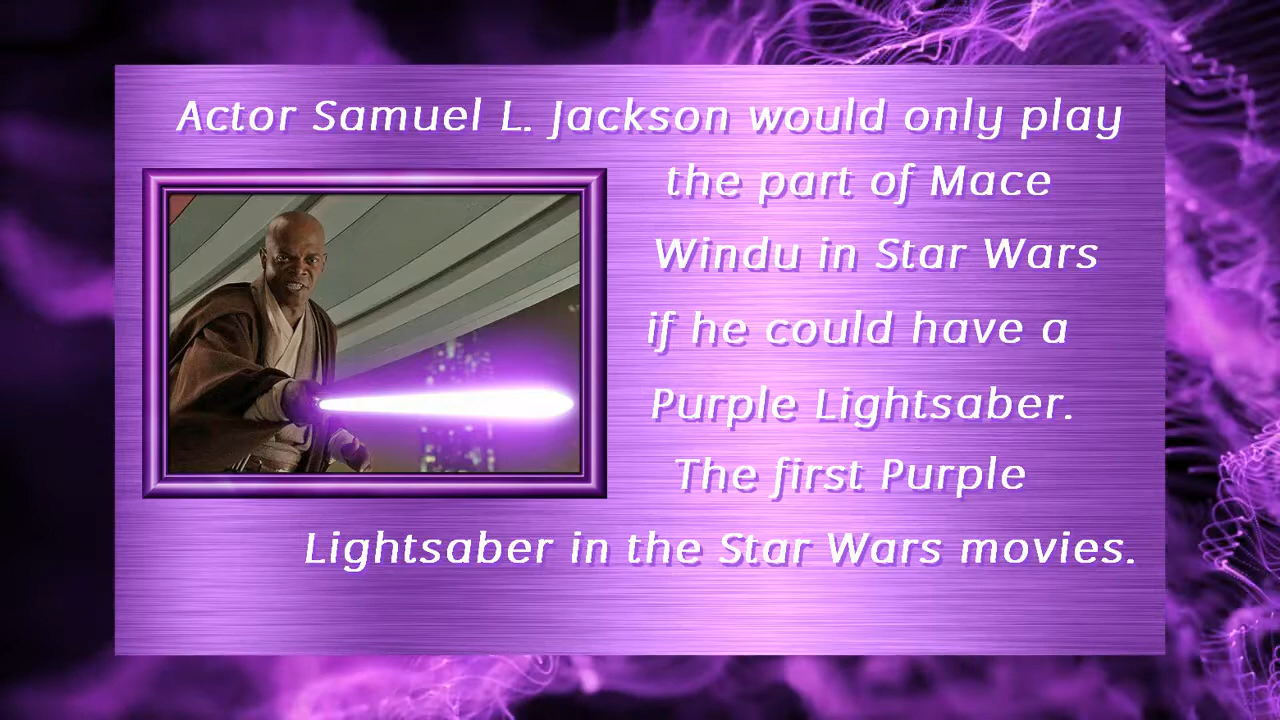 Actor Samuel L. Jackson would only play
the part of Mace
Windu in Star Wars
if he could have a
Purple Lightsaber.
The first Purple
Lightsaber in the Star Wars movies.